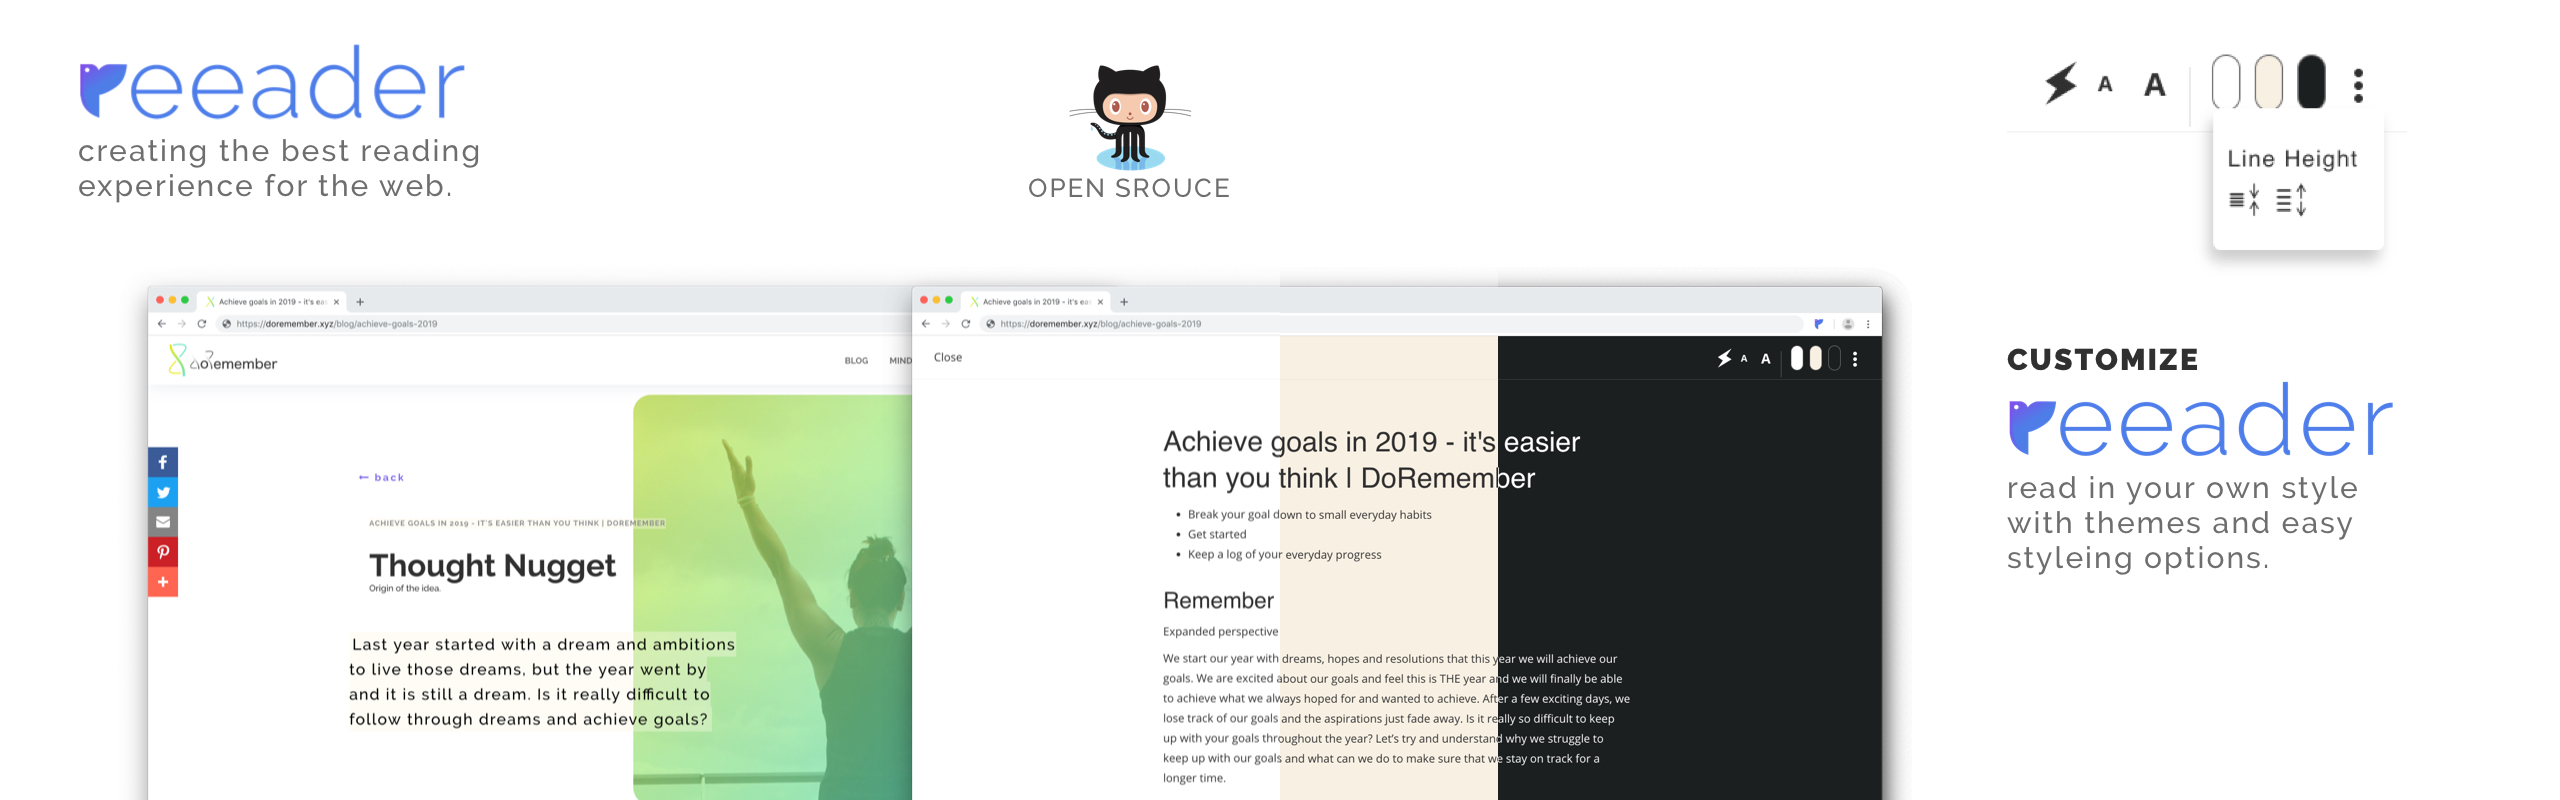 reeader
creating the best reading
experience for the web.
OPEN SROUCE
A A
Line Height
Achieve goals in 2019 - it's eas
https://doremember.xyz/blog/achieve-goals-2019
doRemember
BLOG MIND
← back
ACHIEVE GOALS IN 2019 - IT'S EASIER THAN YOU THINK | DOREMEMBER
Thought Nugget
Origin of the idea.
Last year started with a dream and ambitions
to live those dreams, but the year went by
and it is still a dream. Is it really difficult to
follow through dreams and achieve goals?
Achieve goals in 2019 - it's eas
https://doremember.xyz/blog/achieve-goals-2019
Close
A A
Achieve goals in 2019 - it's easier
than you think | DoRemember
• Break your goal down to small everyday habits
• Get started
• Keep a log of your everyday progress
Remember
Expanded perspective
We start our year with dreams, hopes and resolutions that this year we will achieve our
goals. We are excited about our goals and feel this is THE year and we will finally be able
to achieve what we always hoped for and wanted to achieve. After a few exciting days, we
lose track of our goals and the aspirations just fade away. Is it really so difficult to keep
up with your goals throughout the year? Let's try and understand why we struggle to
keep up with our goals and what can we do to make sure that we stay on track for a
longer time.
CUSTOMIZE
reeader
read in your own style
with themes and easy
styleing options.